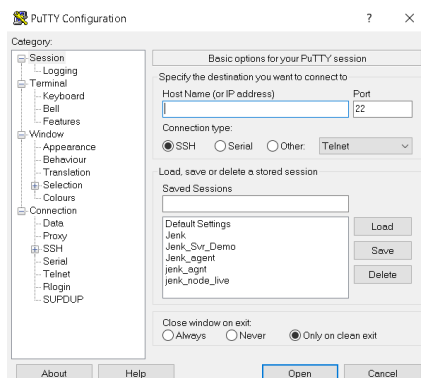 PuTTY Configuration
? ×
Category:
Session
Logging
Terminal
Keyboard
Bell
Features
Window
Appearance
Behaviour
Translation
Selection
Colours
Connection
Data
Proxy
SSH
Serial
Telnet
Rlogin
SUPDUP
Basic options for your PuTTY session
Specify the destination you want to connect to
Host Name (or IP address) Port
22
Connection type:
SSH Serial Other: Telnet
Load, save or delete a stored session
Saved Sessions
Default Settings
Jenk
Jenk_Svr_Demo
Jenk_agent
jenk_agnt
jenk_node_live
Load
Save
Delete
Close window on exit:
Always Never Only on clean exit
About Help Open Cancel